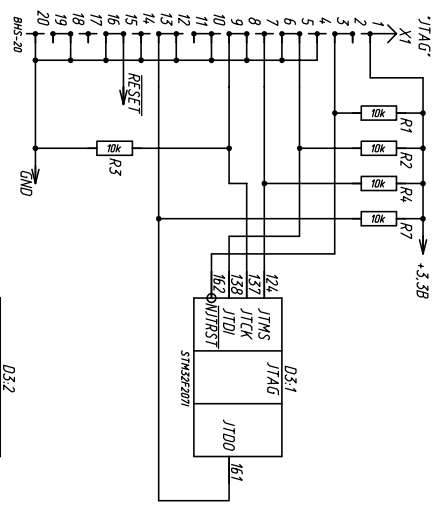 "JTAG"
X1
+3,3В
1
2
3
4
5
6
7
8
9
10
11
12
13
14
15
16
17
18
19
20
BHS-20
R1
10k
R2
10k
R4
10k
R7
10k
R3
10k
RESET
GND
D3:1
JTAG
124
JTMS
137
JTCK
138
JTDI
162
NJTRST
JTDO
161
STM32F207I
D3:2